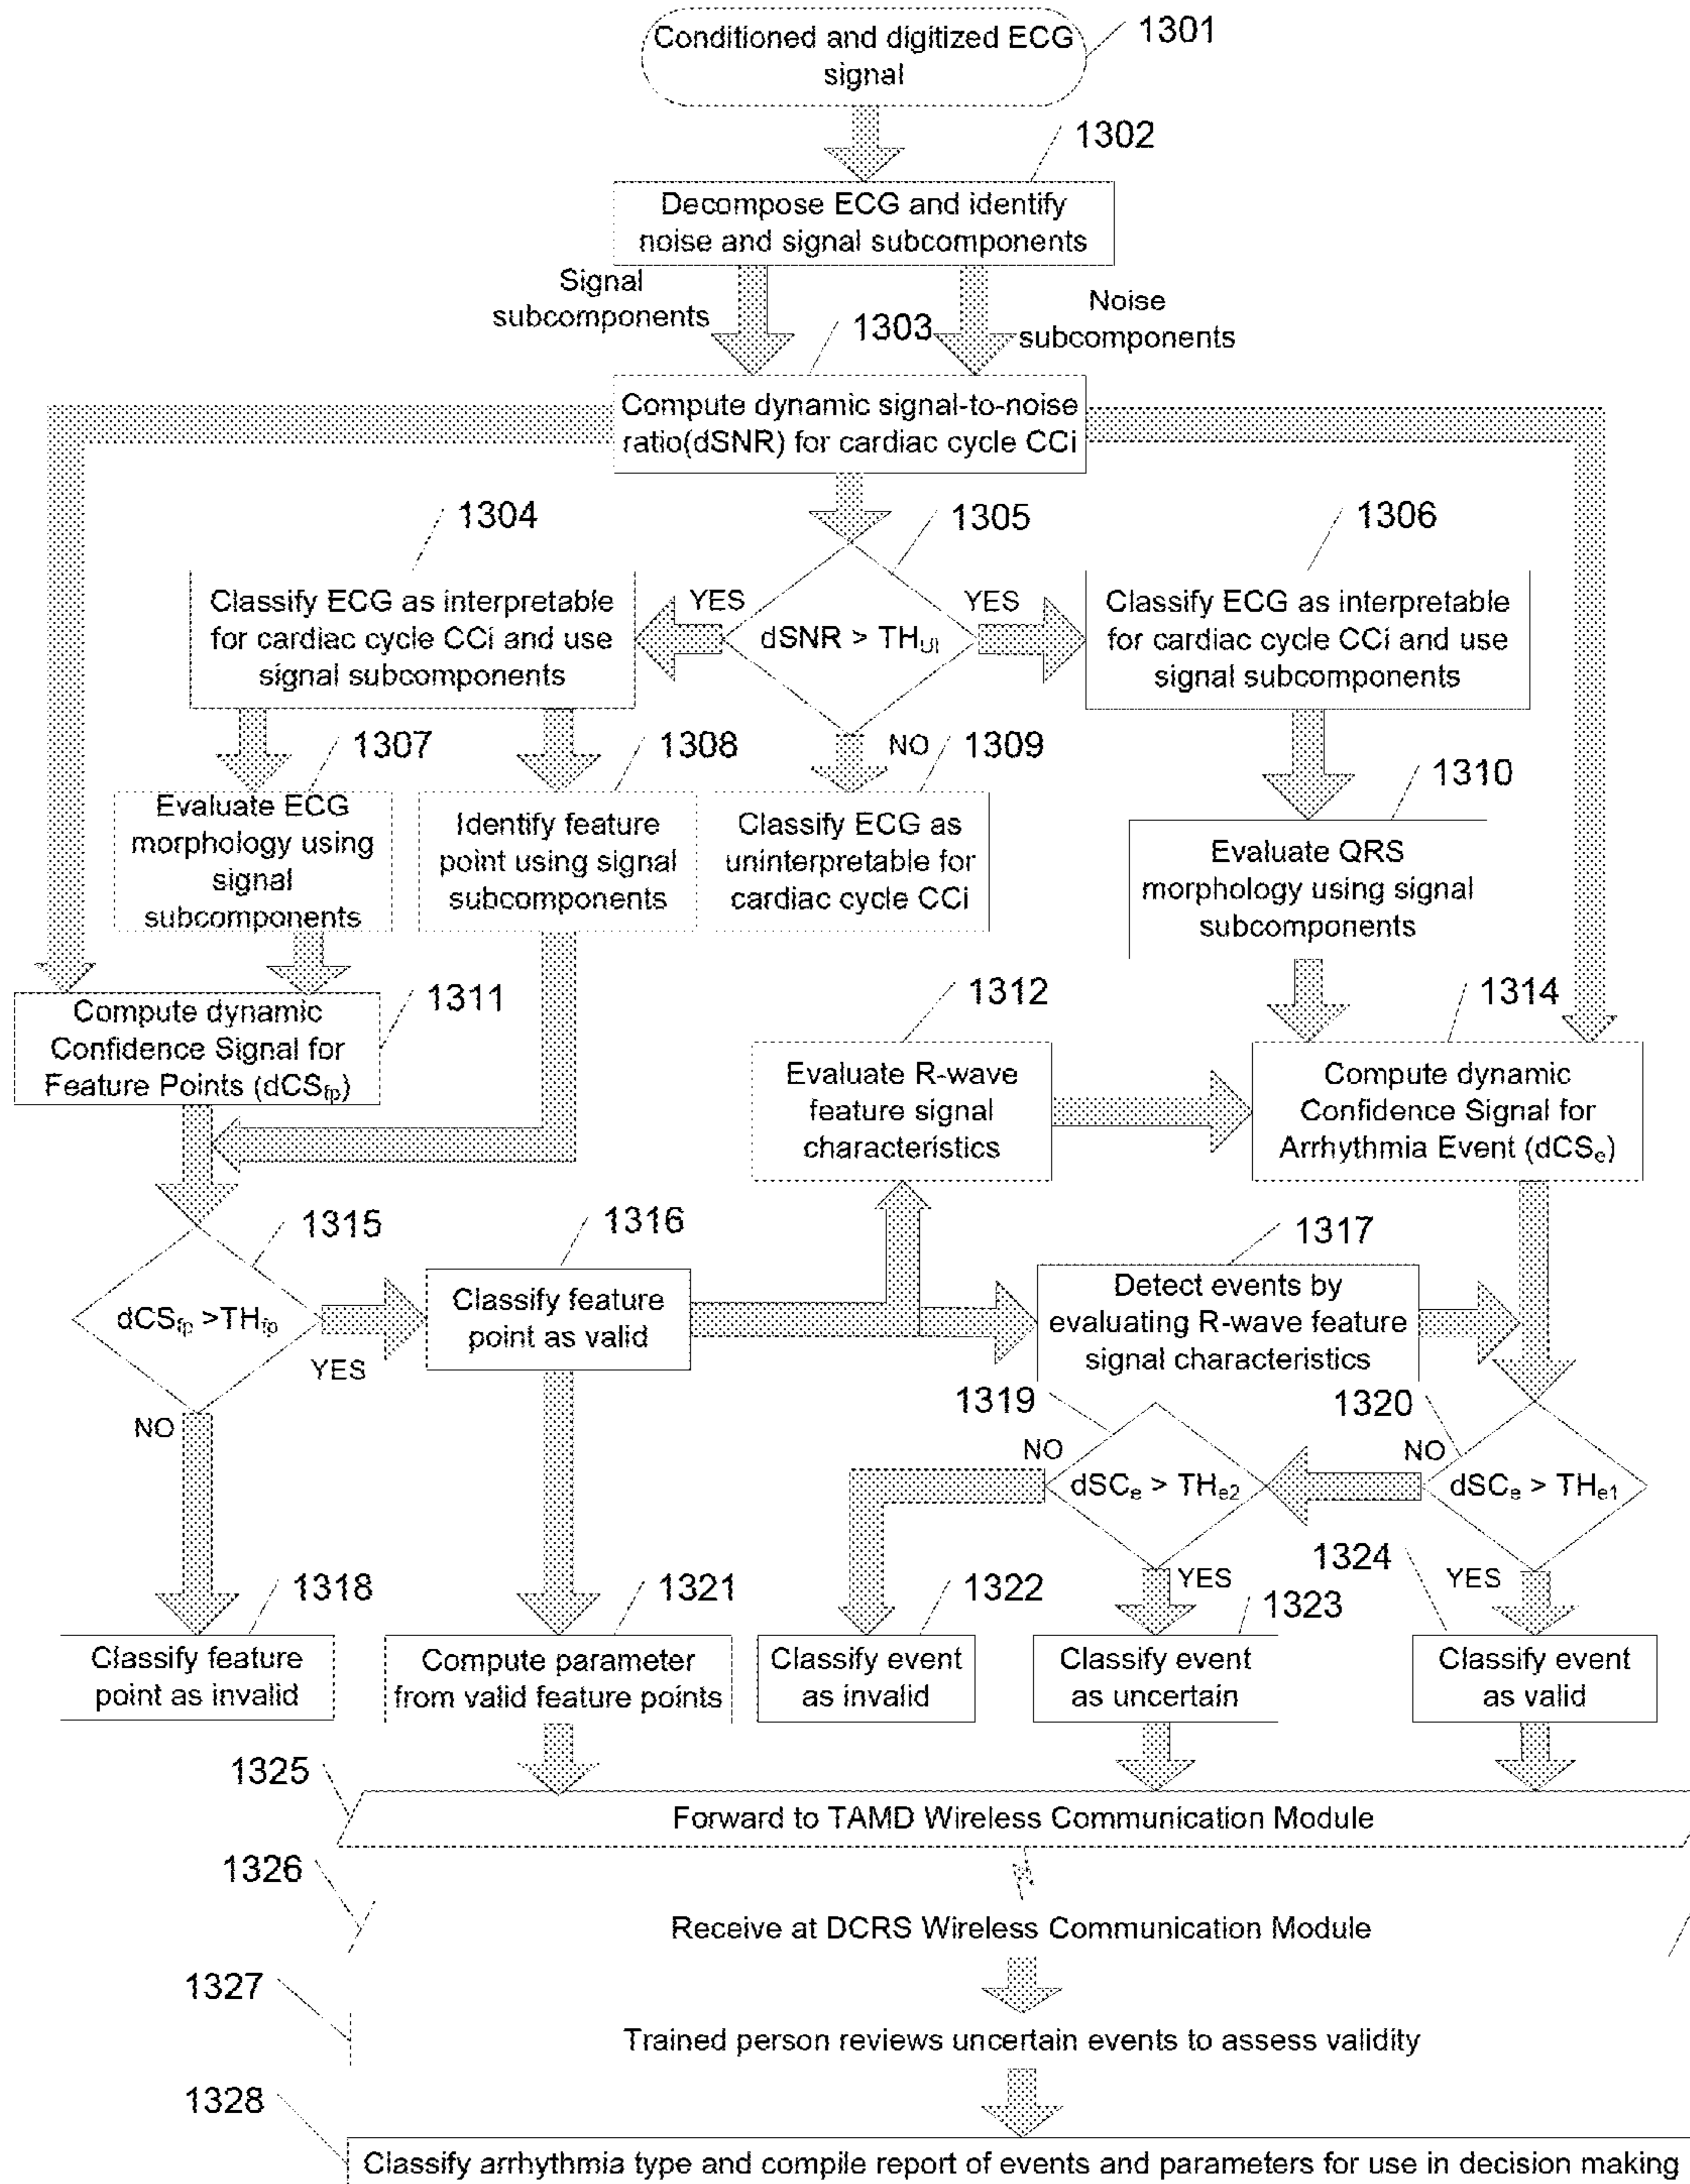 Conditioned and digitized ECG
signal
1301
1302
Decompose ECG and identify
noise and signal subcomponents
Signal
subcomponents
Noise
subcomponents
1303
Compute dynamic signal-to-noise
ratio(dSNR) for cardiac cycle CCi
1304
1305
1306
Classify ECG as interpretable
for cardiac cycle CCi and use
signal subcomponents
YES
dSNR > TH_UI
YES
Classify ECG as interpretable
for cardiac cycle CCi and use
signal subcomponents
1307
1308
NO
1309
1310
Evaluate ECG
morphology using
signal
subcomponents
Identify feature
point using signal
subcomponents
Classify ECG as
uninterpretable for
cardiac cycle CCi
Evaluate QRS
morphology using signal
subcomponents
1311
1312
1314
Compute dynamic
Confidence Signal for
Feature Points (dCS_fp)
Evaluate R-wave
feature signal
characteristics
Compute dynamic
Confidence Signal for
Arrhythmia Event (dCS_e)
1315
1316
1317
dCS_fp >TH_fp
YES
NO
Classify feature
point as valid
Detect events by
evaluating R-wave feature
signal characteristics
1319
1320
NO
dSC_e > TH_e2
NO
dSC_e > TH_e1
YES
1324
YES
1318
1321
1322
1323
Classify feature
point as invalid
Compute parameter
from valid feature points
Classify event
as invalid
Classify event
as uncertain
Classify event
as valid
1325
Forward to TAMD Wireless Communication Module
1326
Receive at DCRS Wireless Communication Module
1327
Trained person reviews uncertain events to assess validity
1328
Classify arrhythmia type and compile report of events and parameters for use in decision making